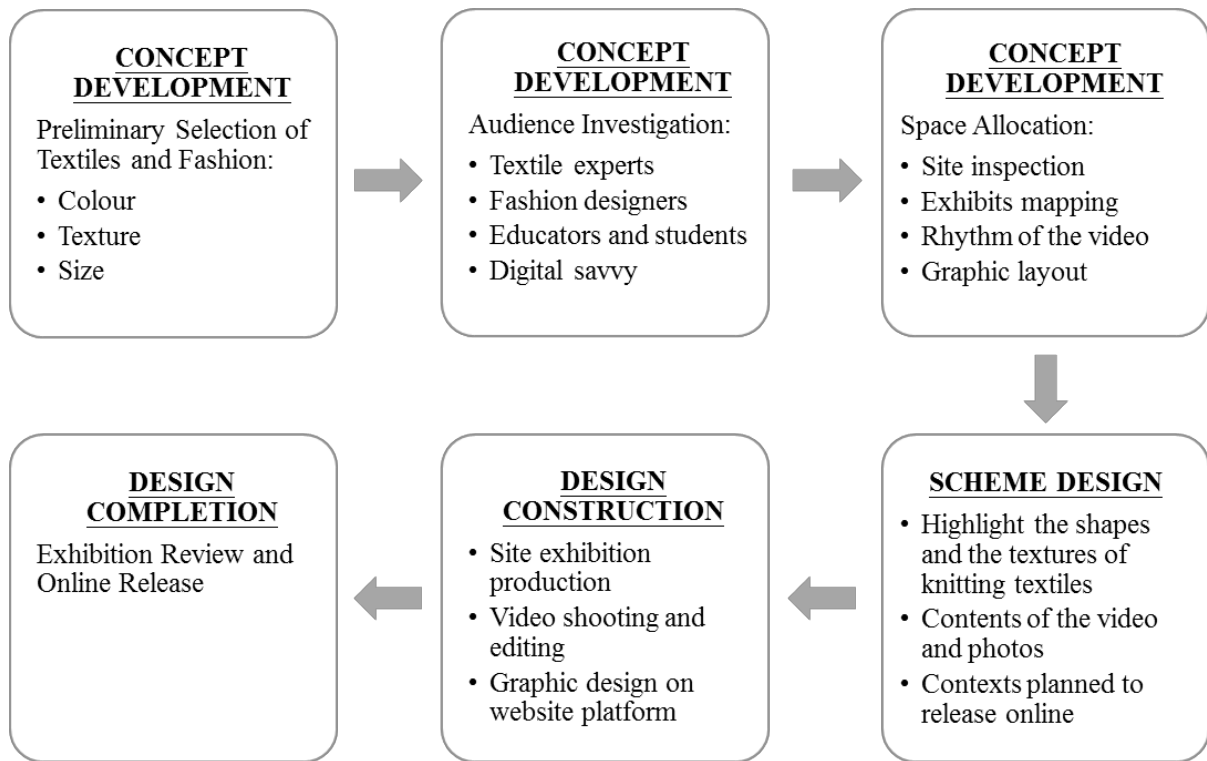 CONCEPT
DEVELOPMENT
Preliminary Selection of
Textiles and Fashion:
• Colour
• Texture
• Size
CONCEPT
DEVELOPMENT
Audience Investigation:
• Textile experts
• Fashion designers
• Educators and students
• Digital savvy
CONCEPT
DEVELOPMENT
Space Allocation:
• Site inspection
• Exhibits mapping
• Rhythm of the video
• Graphic layout
SCHEME DESIGN
• Highlight the shapes
and the textures of
knitting textiles
• Contents of the video
and photos
• Contexts planned to
release online
DESIGN
CONSTRUCTION
• Site exhibition
production
• Video shooting and
editing
• Graphic design on
website platform
DESIGN
COMPLETION
Exhibition Review and
Online Release